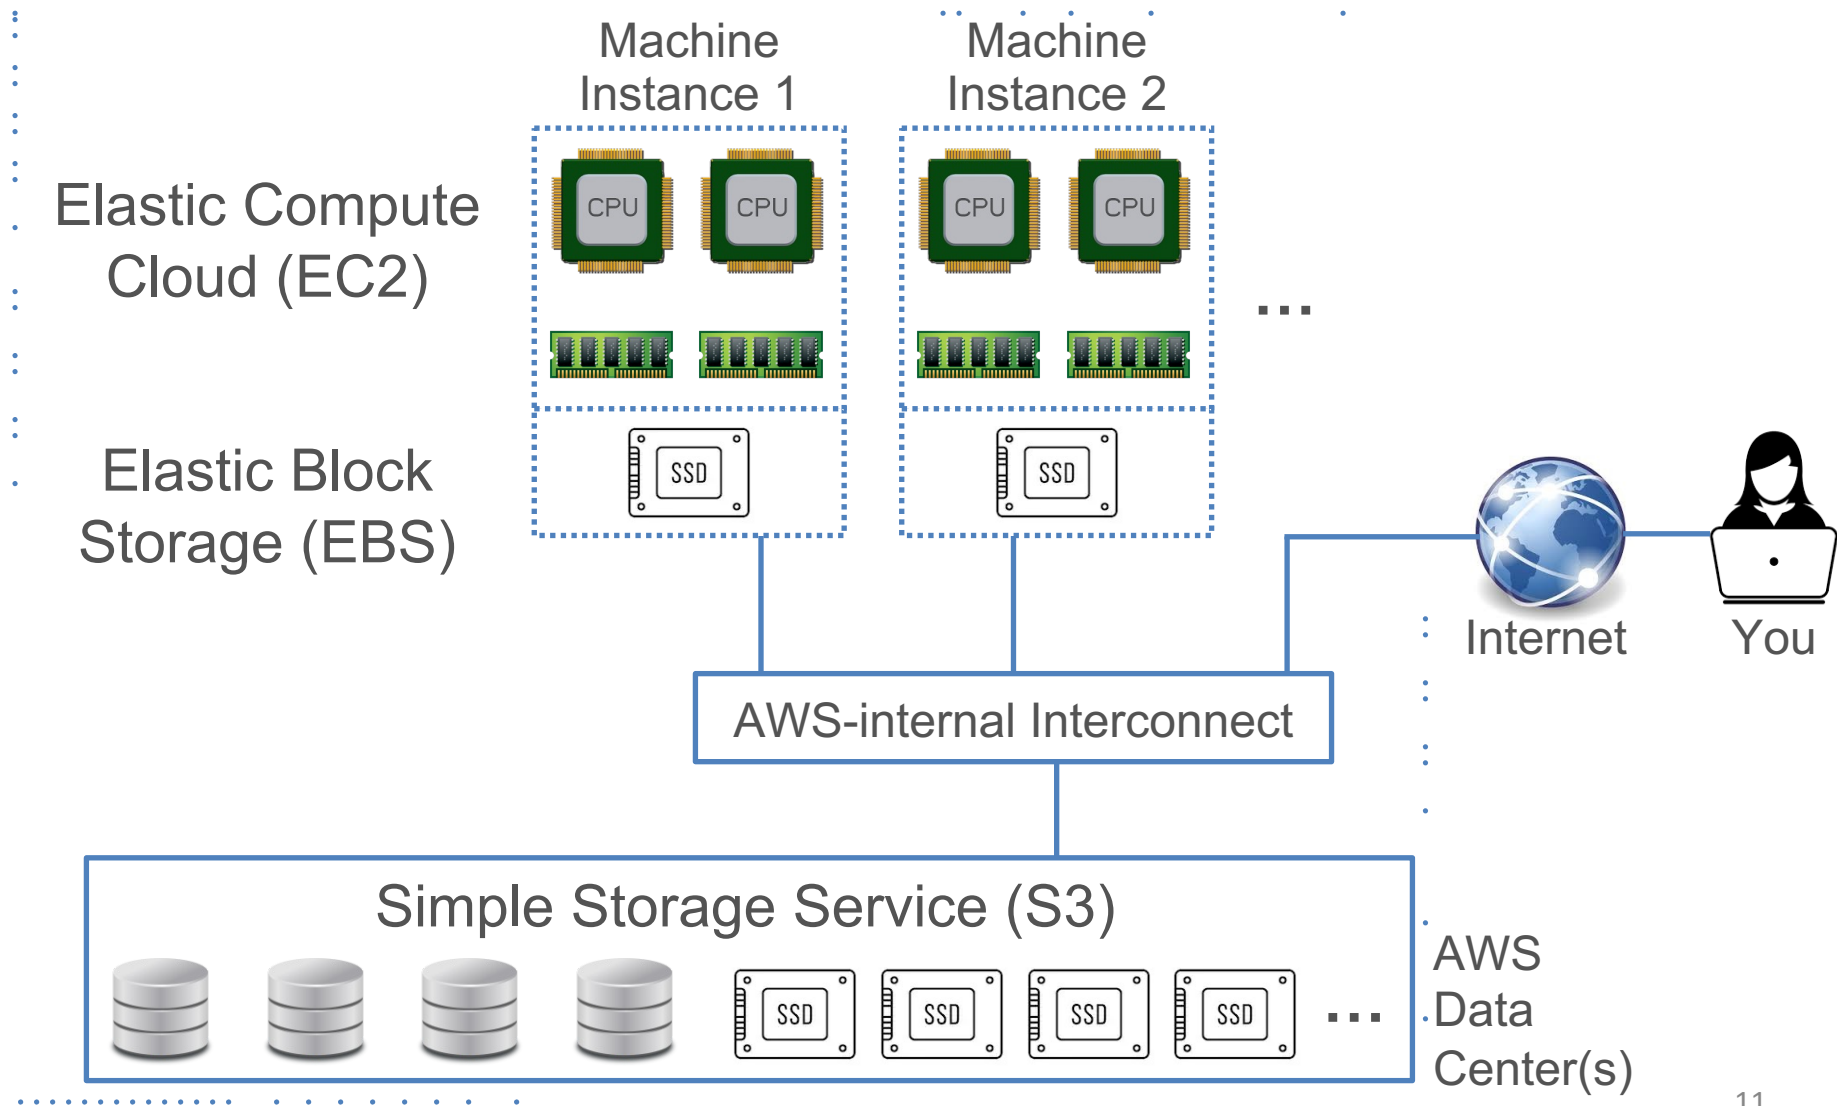 Machine
Instance 1
Machine
Instance 2
Elastic Compute
Cloud (EC2)
CPU
CPU
CPU
CPU
...
Elastic Block
Storage (EBS)
SSD
SSD
Internet
You
AWS-internal Interconnect
Simple Storage Service (S3)
SSD
SSD
SSD
SSD
...
AWS
Data
Center(s)
11